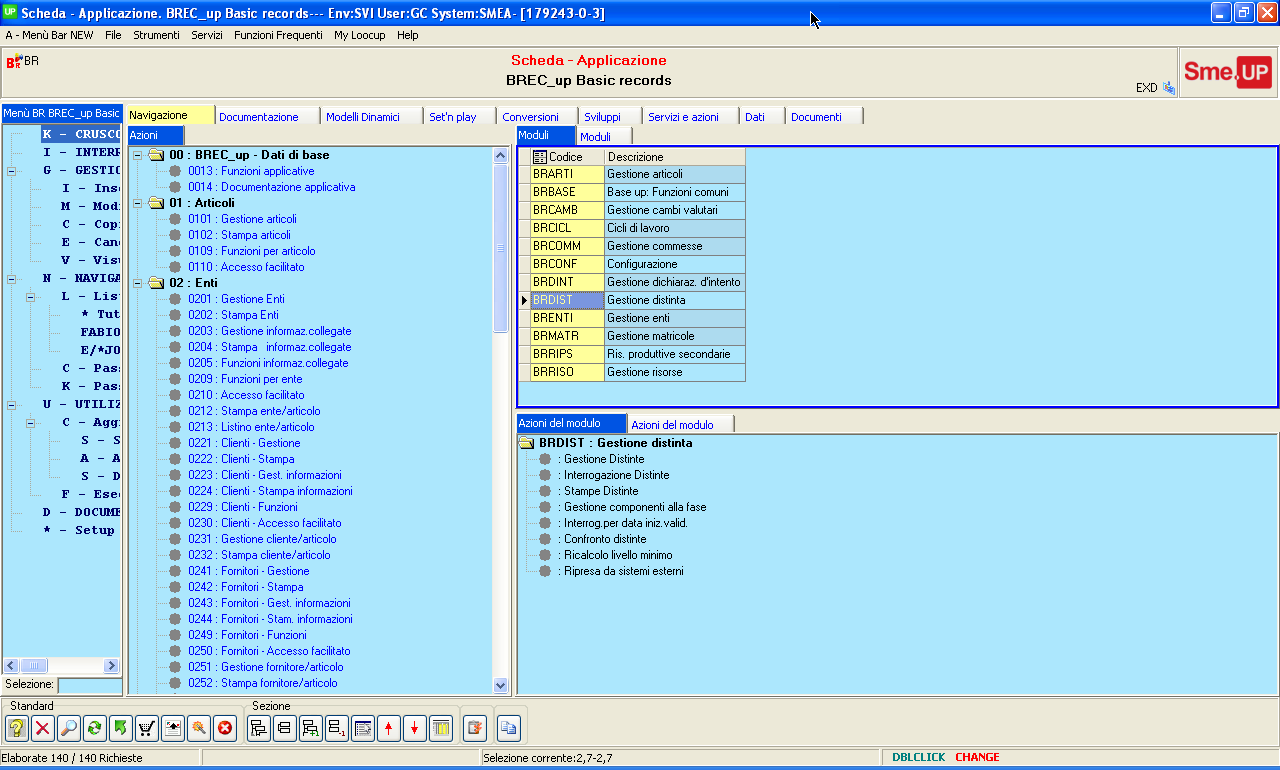 UP Scheda - Applicazione. BREC_up Basic records--- Env:SVI User:GC System:SMEA- [179243-0-3]
A - Menù Bar NEW File Strumenti Servizi Funzioni Frequenti My Loocup Help
BR BR
Scheda - Applicazione
BREC_up Basic records
EXD
Sme.UP
Menù BR BREC_up Basic
K - CRUSCO
I - INTERR
G - GESTIO
I - Ins
M - Mod
C - Cop
E - Can
V - Vis
N - NAVIGA
L - Lis
* Tut
FABIO
E/*JO
C - Pas
K - Pas
U - UTILIZ
C - Agg
S - S
A - A
S - D
F - Ese
D - DOCUME
* - Setup
Selezione:
Navigazione Documentazione Modelli Dinamici Set'n play Conversioni Sviluppi Servizi e azioni Dati Documenti
Azioni
00 : BREC_up - Dati di base
0013 : Funzioni applicative
0014 : Documentazione applicativa
01 : Articoli
0101 : Gestione articoli
0102 : Stampa articoli
0109 : Funzioni per articolo
0110 : Accesso facilitato
02 : Enti
0201 : Gestione Enti
0202 : Stampa Enti
0203 : Gestione informaz.collegate
0204 : Stampa informaz.collegate
0205 : Funzioni informaz.collegate
0209 : Funzioni per ente
0210 : Accesso facilitato
0212 : Stampa ente/articolo
0213 : Listino ente/articolo
0221 : Clienti - Gestione
0222 : Clienti - Stampa
0223 : Clienti - Gest. informazioni
0224 : Clienti - Stampa informazioni
0229 : Clienti - Funzioni
0230 : Clienti - Accesso facilitato
0231 : Gestione cliente/articolo
0232 : Stampa cliente/articolo
0241 : Fornitori - Gestione
0242 : Fornitori - Stampa
0243 : Fornitori - Gest. informazioni
0244 : Fornitori - Stam. informazioni
0249 : Fornitori - Funzioni
0250 : Fornitori - Accesso facilitato
0251 : Gestione fornitore/articolo
0252 : Stampa fornitore/articolo
Moduli Moduli
Codice Descrizione
BRARTI Gestione articoli
BRBASE Base up: Funzioni comuni
BRCAMB Gestione cambi valutari
BRCICL Cicli di lavoro
BRCOMM Gestione commesse
BRCONF Configurazione
BRDINT Gestione dichiaraz. d'intento
BRDIST Gestione distinta
BRENTI Gestione enti
BRMATR Gestione matricole
BRRIPS Ris. produttive secondarie
BRRISO Gestione risorse
Azioni del modulo Azioni del modulo
BRDIST : Gestione distinta
: Gestione Distinte
: Interrogazione Distinte
: Stampe Distinte
: Gestione componenti alla fase
: Interrog.per data iniz.valid.
: Confronto distinte
: Ricalcolo livello minimo
: Ripresa da sistemi esterni
Standard Sezione
Elaborate 140 / 140 Richieste Selezione corrente:2,7-2,7 DBLCLICK CHANGE